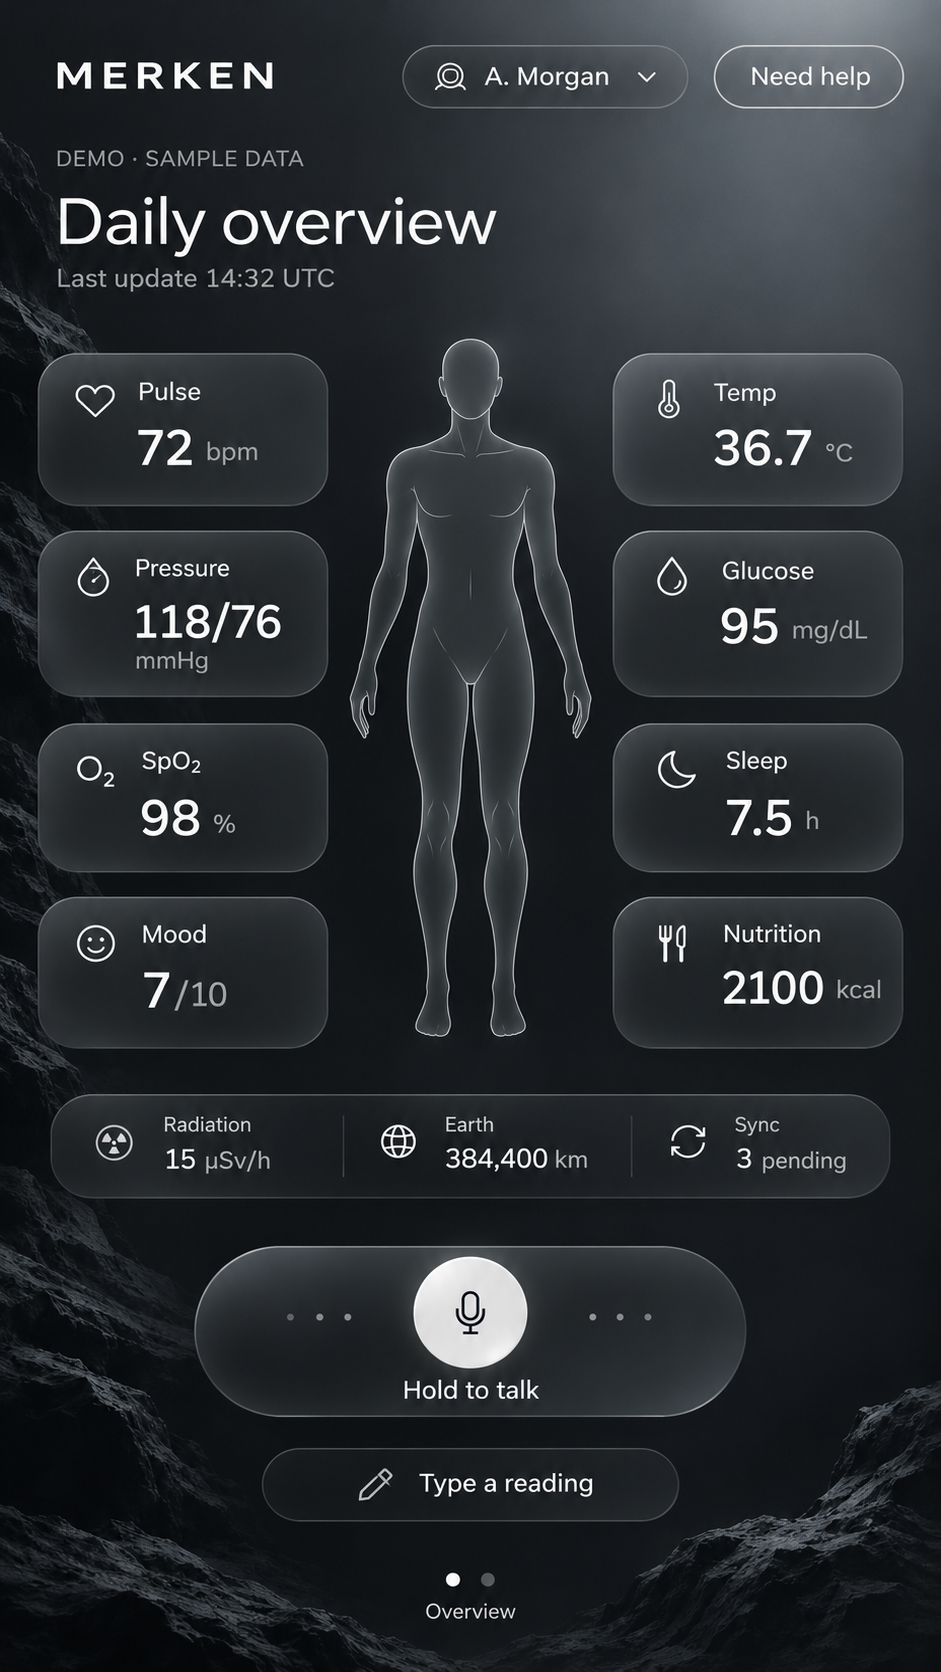 MERKEN
A. Morgan
Need help
DEMO · SAMPLE DATA
Daily overview
Last update 14:32 UTC
Pulse
72 bpm
Temp
36.7 °C
Pressure
118/76
mmHg
Glucose
95 mg/dL
O₂
SpO₂
98 %
Sleep
7.5 h
Mood
7/10
Nutrition
2100 kcal
Radiation
15 µSv/h
Earth
384,400 km
Sync
3 pending
Hold to talk
Type a reading
Overview